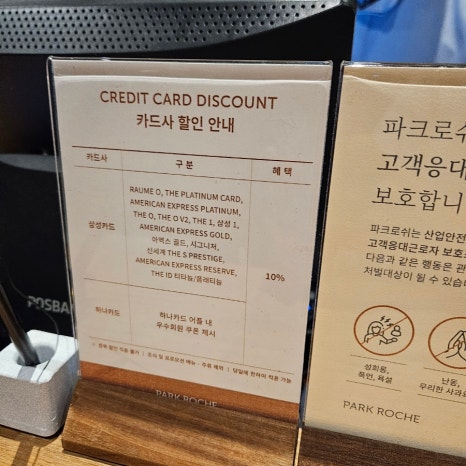 CREDIT CARD DISCOUNT
카드사 할인 안내
카드사 구분 혜택
삼성카드
RAUME O, THE PLATINUM CARD,
AMERICAN EXPRESS PLATINUM,
THE O, THE O V2, THE 1, 삼성 1,
AMERICAN EXPRESS GOLD,
아멕스 골드, 시그니처,
신세계 THE S PRESTIGE,
AMERICAN EXPRESS RESERVE,
THE ID 티타늄/플래티늄
10%
하나카드
하나카드 어플 내
우수회원 쿠폰 제시
PARK ROCHE
POSBA
파크로쉬
고객응대
보호합니
파크로쉬는 산업안전
고객응대근로자 보호
다음과 같은 행동은 관
처벌대상이 될 수 있습
성희롱,
폭언, 욕설
난동,
무리한 사과요
PARK ROCHE